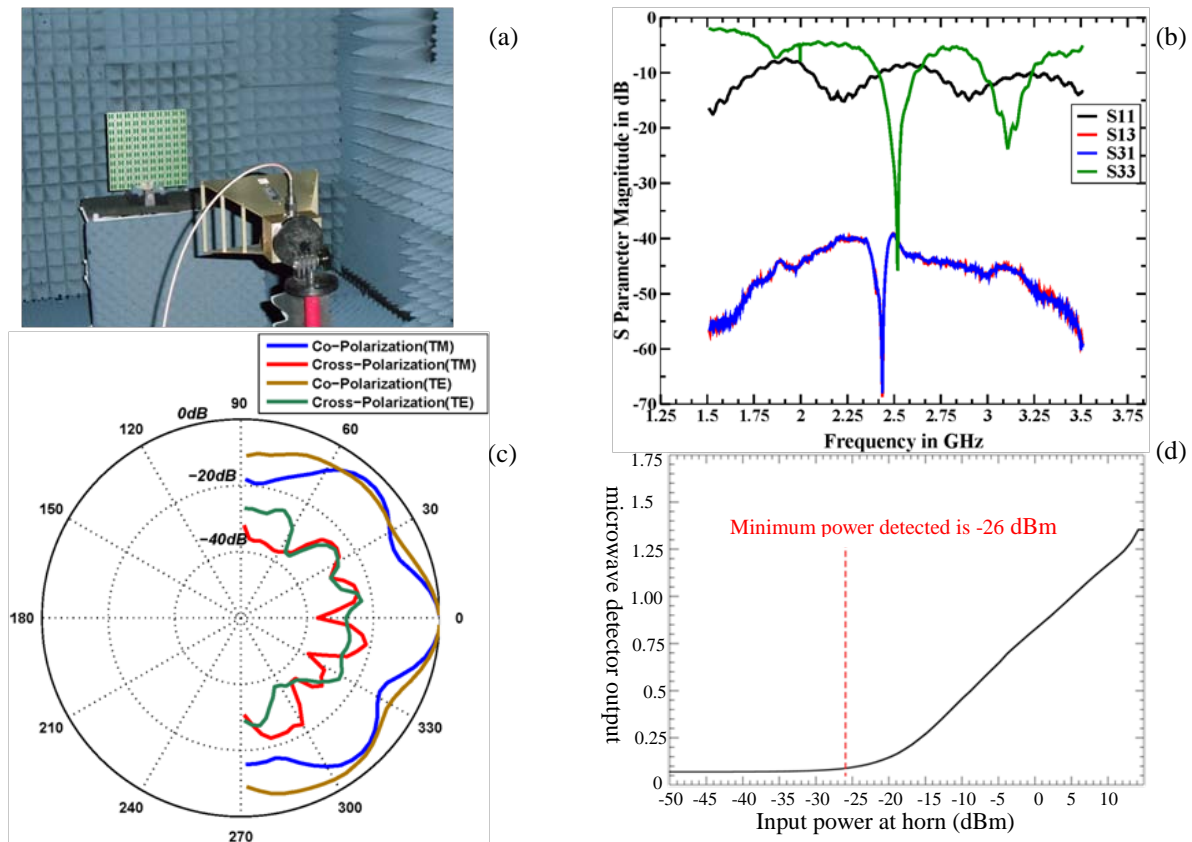 (a)
(b)
0
-10
-20
-30
-40
-50
-60
-70
S Parameter Magnitude in dB
S11
S13
S31
S33
1.25 1.5 1.75 2 2.25 2.5 2.75 3 3.25 3.5 3.75
Frequency in GHz
Co-Polarization(TM)
Cross-Polarization(TM)
Co-Polarization(TE)
Cross-Polarization(TE)
(c)
0dB
-20dB
-40dB
90
60
30
0
330
300
270
240
210
180
150
120
(d)
1.75
1.5
1.25
1.00
0.75
0.5
0.25
0
microwave detector output
Minimum power detected is -26 dBm
-50 -45 -40 -35 -30 -25 -20 -15 -10 -5 0 5 10
Input power at horn (dBm)